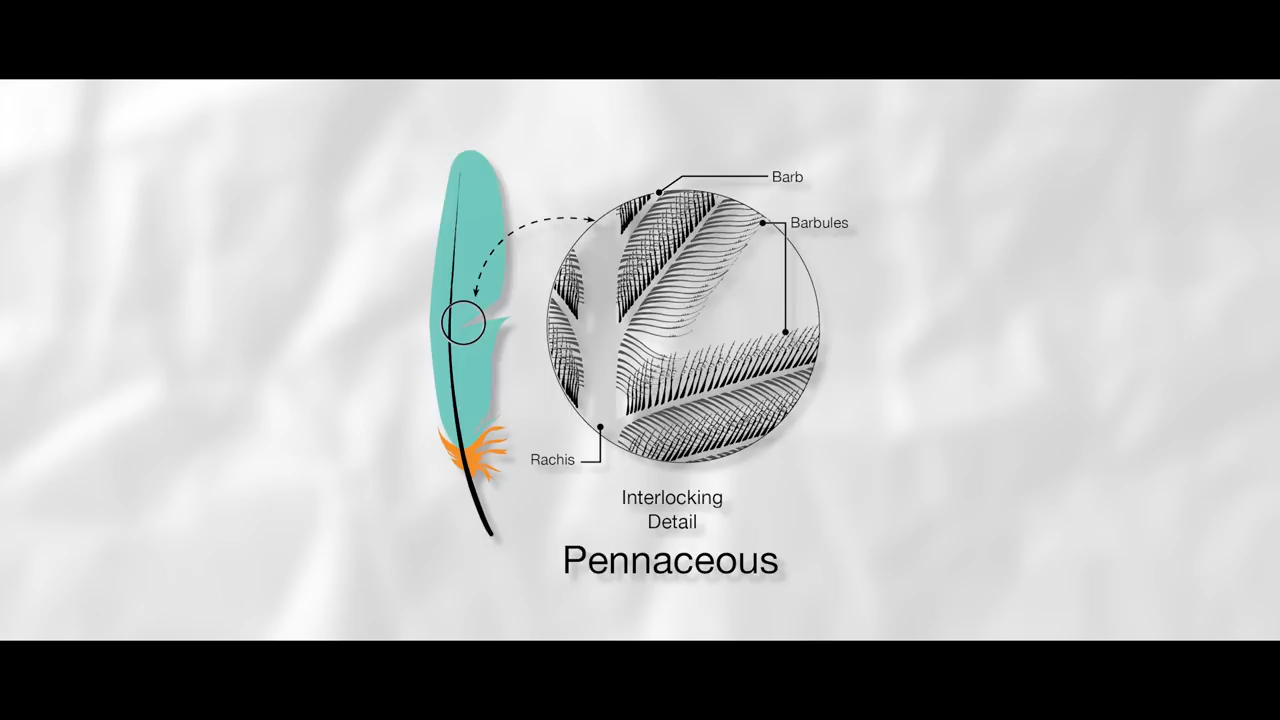 Barb
Barbules
Rachis
Interlocking
Detail
Pennaceous